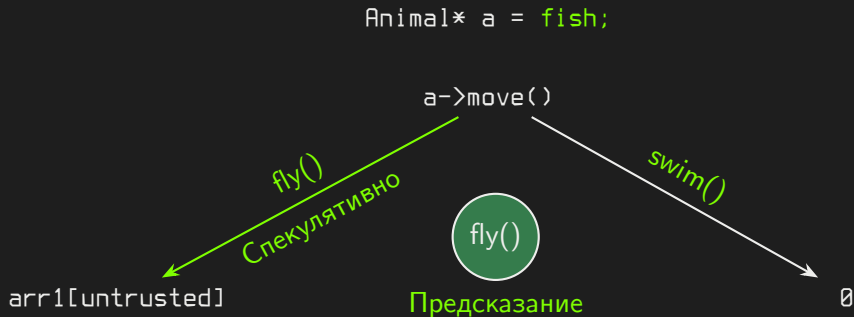 Animal* a = fish;
a->move()
fly()
Спекулятивно
swim()
fly()
arr1[untrusted]
Предсказание
0